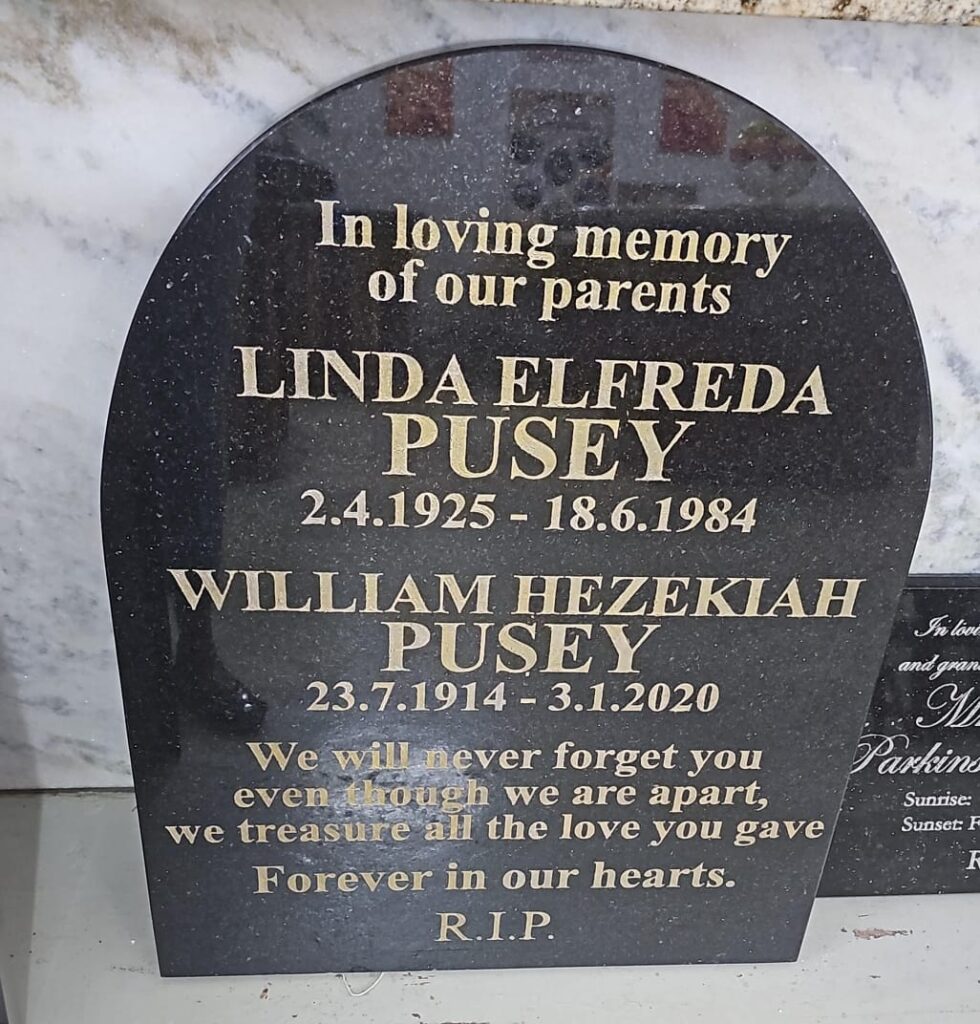 In loving memory
of our parents
LINDA ELFREDA
PUSEY
2.4.1925 - 18.6.1984
WILLIAM HEZEKIAH
PUSEY
23.7.1914 - 3.1.2020
We will never forget you
even though we are apart,
we treasure all the love you gave
Forever in our hearts.
R.I.P.
In
and
Sunrise:
Sunset: